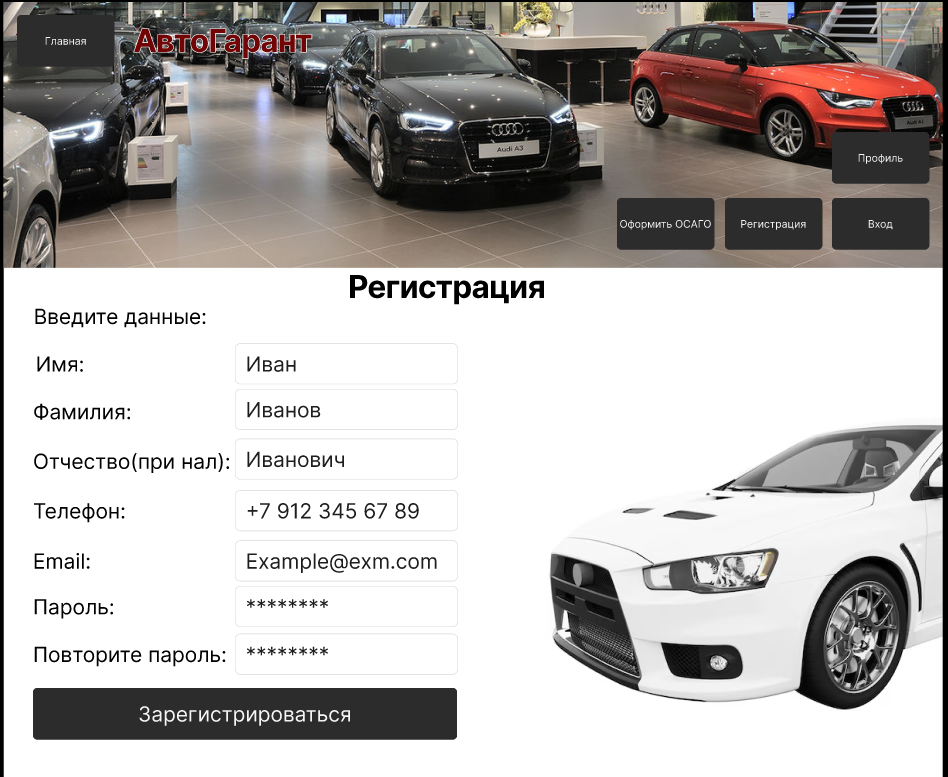 Главная
АвтоГарант
Audi A3
Профиль
Оформить ОСАГО
Регистрация
Вход
Регистрация
Введите данные:
Имя:
Иван
Фамилия:
Иванов
Отчество(при нал):
Иванович
Телефон:
+7 912 345 67 89
Email:
Example@exm.com
Пароль:
********
Повторите пароль:
********
Зарегистрироваться